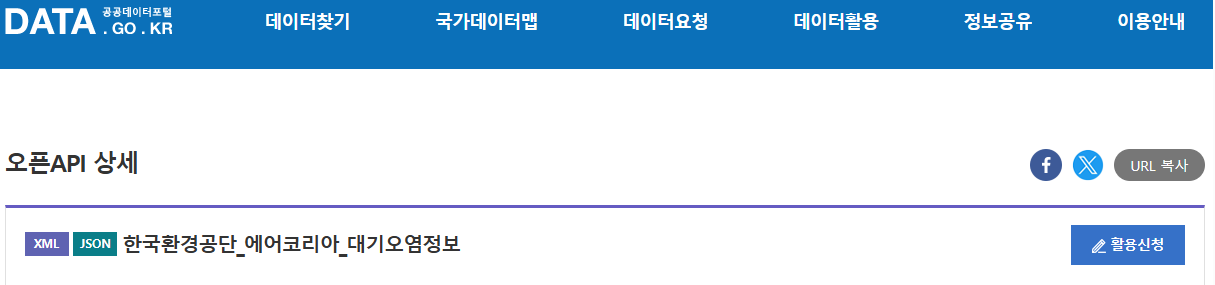 DATA 공공데이터포털
.GO.KR
데이터찾기 국가데이터맵 데이터요청 데이터활용 정보공유 이용안내
오픈API 상세
URL 복사
XML JSON 한국환경공단_에어코리아_대기오염정보 활용신청